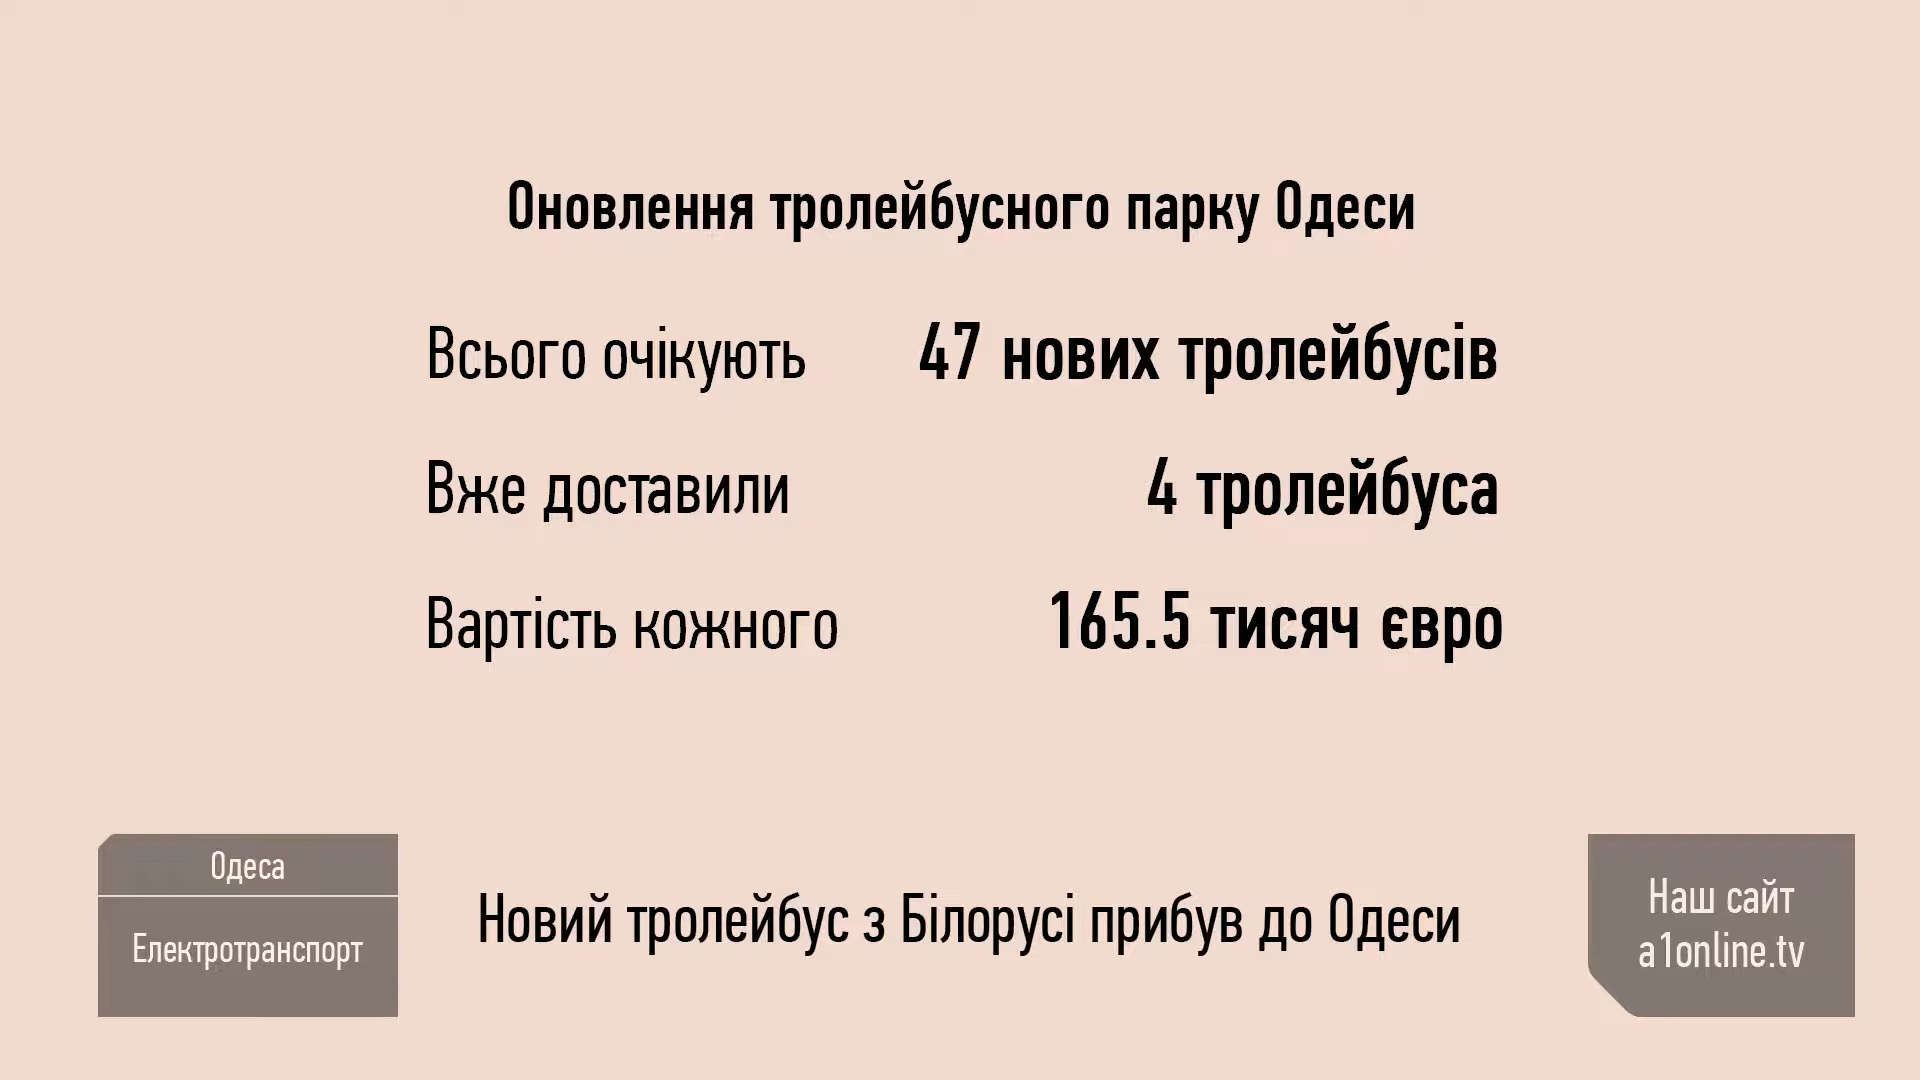 Оновлення тролейбусного парку Одеси
Всього очікують 47 нових тролейбусів
Вже доставили 4 тролейбуса
Вартість кожного 165.5 тисяч євро
Одеса
Електротранспорт
Новий тролейбус з Білорусі прибув до Одеси
Наш сайт
a1online.tv